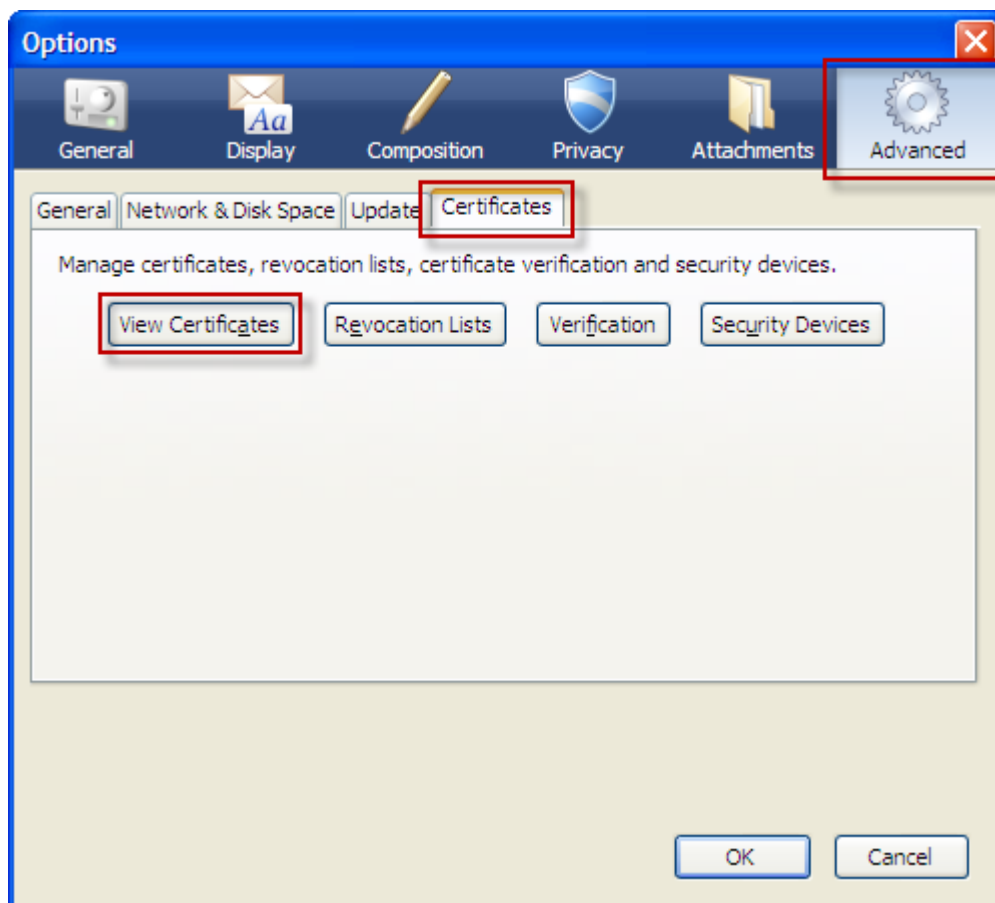 Options
Aa
General Display Composition Privacy Attachments Advanced
General Network & Disk Space Update Certificates
Manage certificates, revocation lists, certificate verification and security devices.
View Certificates Revocation Lists Verification Security Devices
OK Cancel